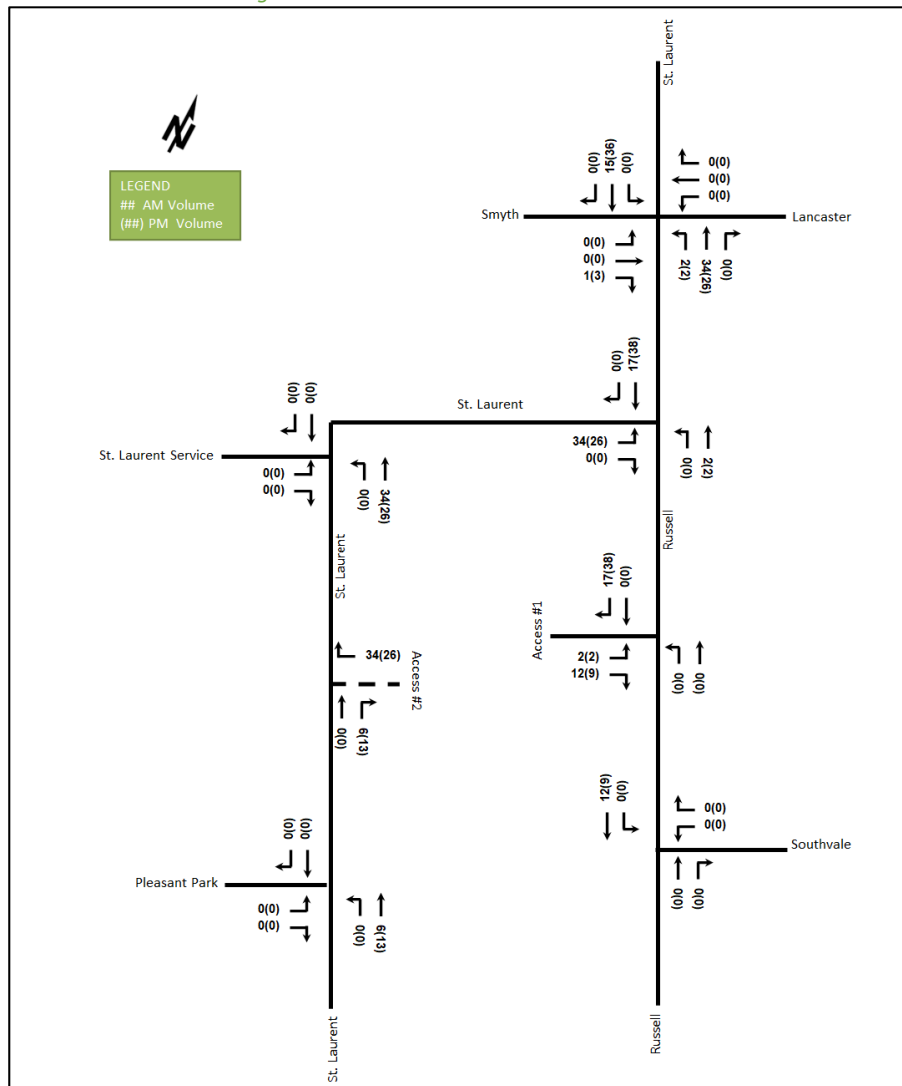 St. Laurent
N
LEGEND
## AM Volume
(##) PM Volume
0(0)
15(36)
0(0)
0(0)
0(0)
0(0)
Smyth
Lancaster
0(0)
0(0)
1(3)
2(2)
34(26)
0(0)
0(0)
17(38)
St. Laurent
34(26)
0(0)
0(0)
2(2)
0(0)
0(0)
St. Laurent Service
0(0)
0(0)
0(0)
34(26)
St. Laurent
Russell
17(38)
0(0)
Access #1
2(2)
12(9)
0(0)
0(0)
34(26)
Access #2
0(0)
6(13)
12(9)
0(0)
0(0)
0(0)
Southvale
0(0)
0(0)
0(0)
0(0)
Pleasant Park
0(0)
0(0)
0(0)
6(13)
St. Laurent
Russell